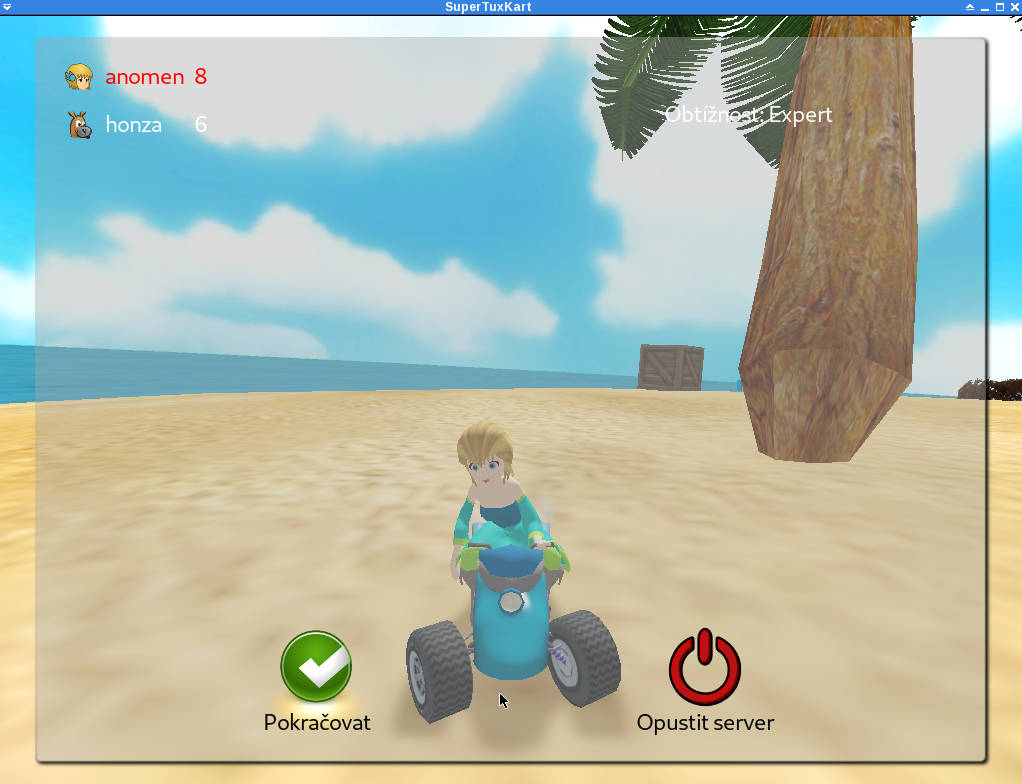 SuperTuxKart
anomen 8
honza 6
Obtížnost: Expert
Pokračovat
Opustit server